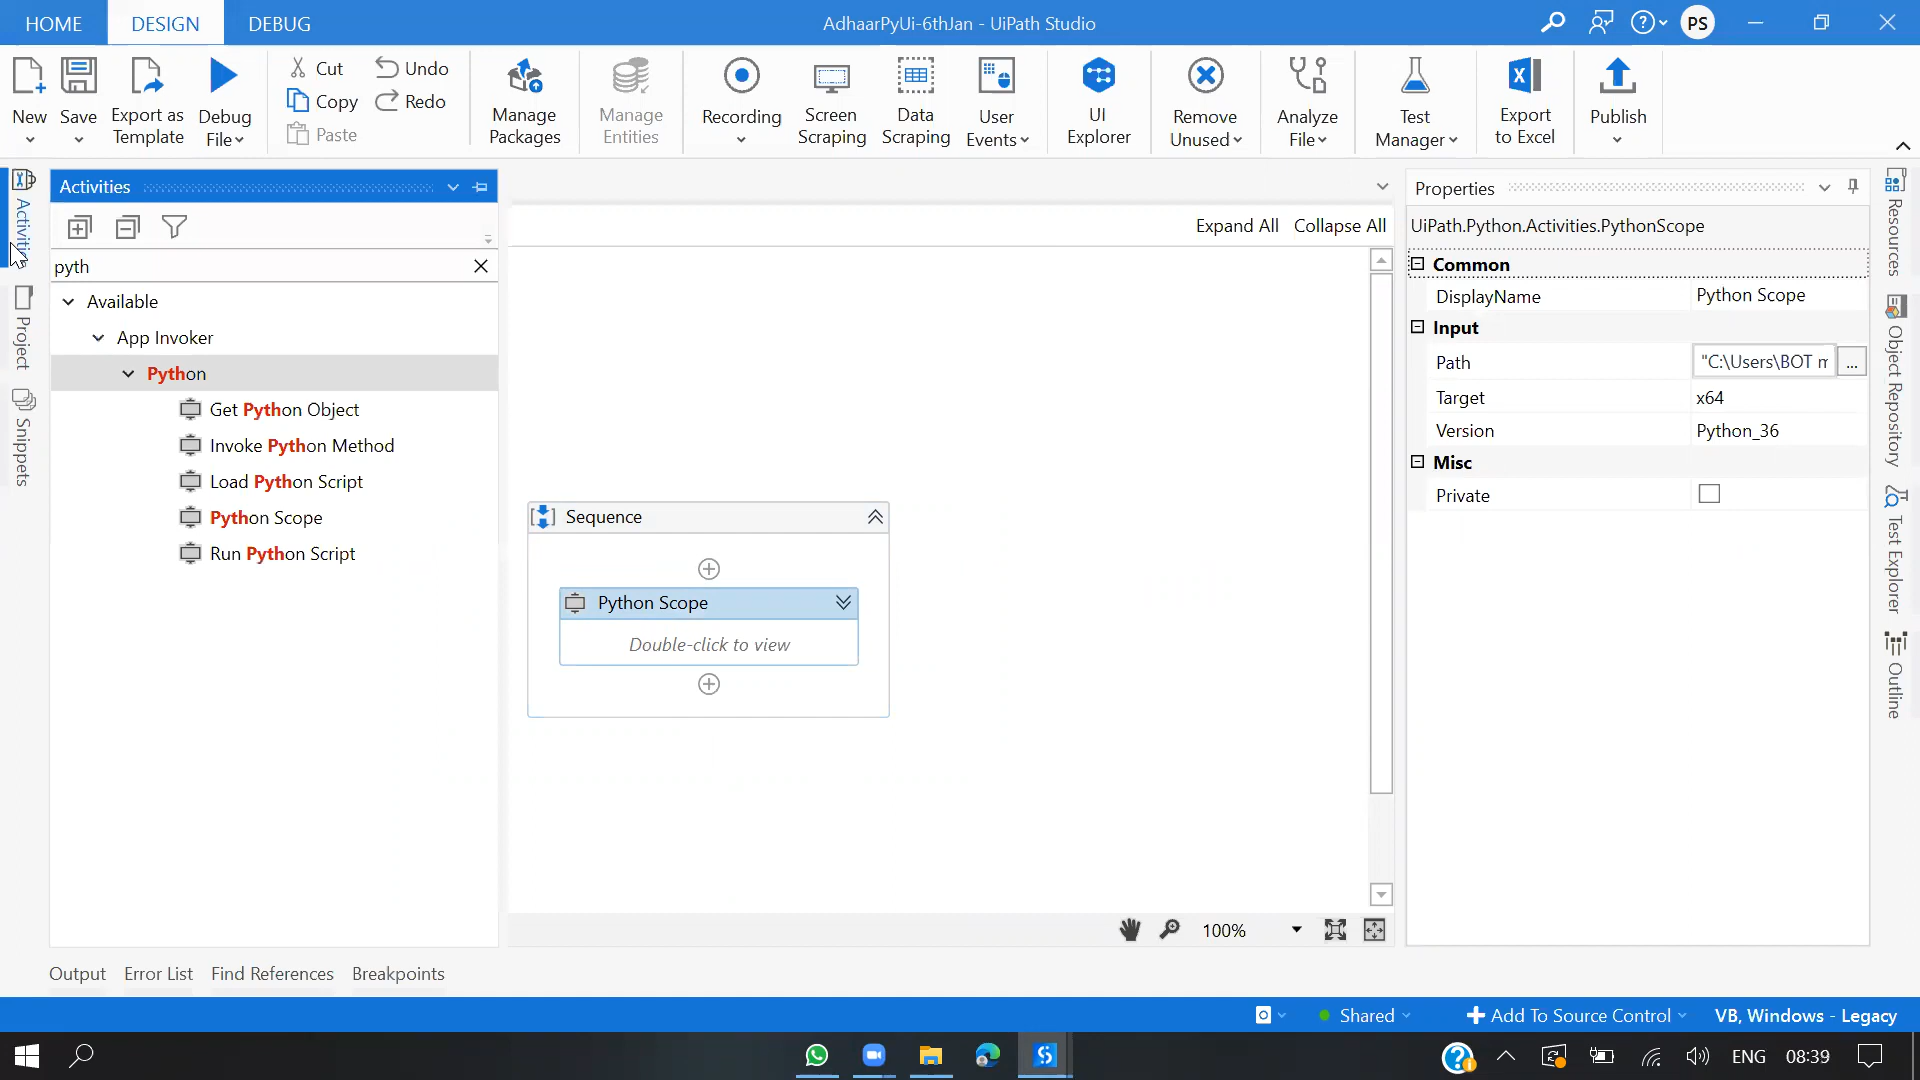 HOME
DESIGN
DEBUG
AdhaarPyUi-6thJan - UiPath Studio
PS
New
Save
Export as Template
Debug File
Cut
Copy
Paste
Undo
Redo
Manage Packages
Manage Entities
Recording
Screen Scraping
Data Scraping
User Events
UI Explorer
Remove Unused
Analyze File
Test Manager
Export to Excel
Publish
Activities
Project
Snippets
Activities
pyth
Available
App Invoker
Python
Get Python Object
Invoke Python Method
Load Python Script
Python Scope
Run Python Script
Expand All
Collapse All
Sequence
Python Scope
Double-click to view
100%
Properties
UiPath.Python.Activities.PythonScope
Common
DisplayName
Python Scope
Input
Path
"C:\Users\BOT m
...
Target
x64
Version
Python_36
Misc
Private
Resources
Object Repository
Test Explorer
Outline
Output
Error List
Find References
Breakpoints
Shared
Add To Source Control
VB, Windows - Legacy
ENG
08:39